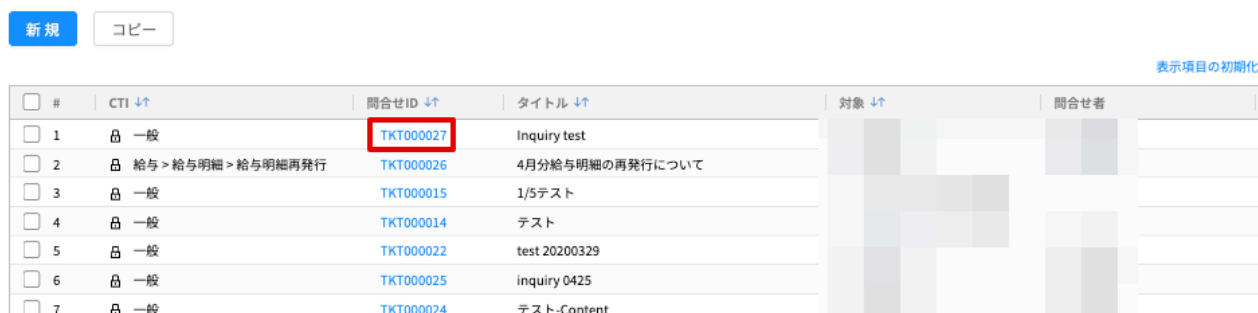 新規 コピー
表示項目の初期化
# CTI ↓↑ 問合せID ↓↑ タイトル ↓↑ 対象 ↓↑ 問合せ者
1 一般 TKT000027 Inquiry test
2 給与 > 給与明細 > 給与明細再発行 TKT000026 4月分給与明細の再発行について
3 一般 TKT000015 1/5テスト
4 一般 TKT000014 テスト
5 一般 TKT000022 test 20200329
6 一般 TKT000025 inquiry 0425
7 一般 TKT000024 テスト-Content